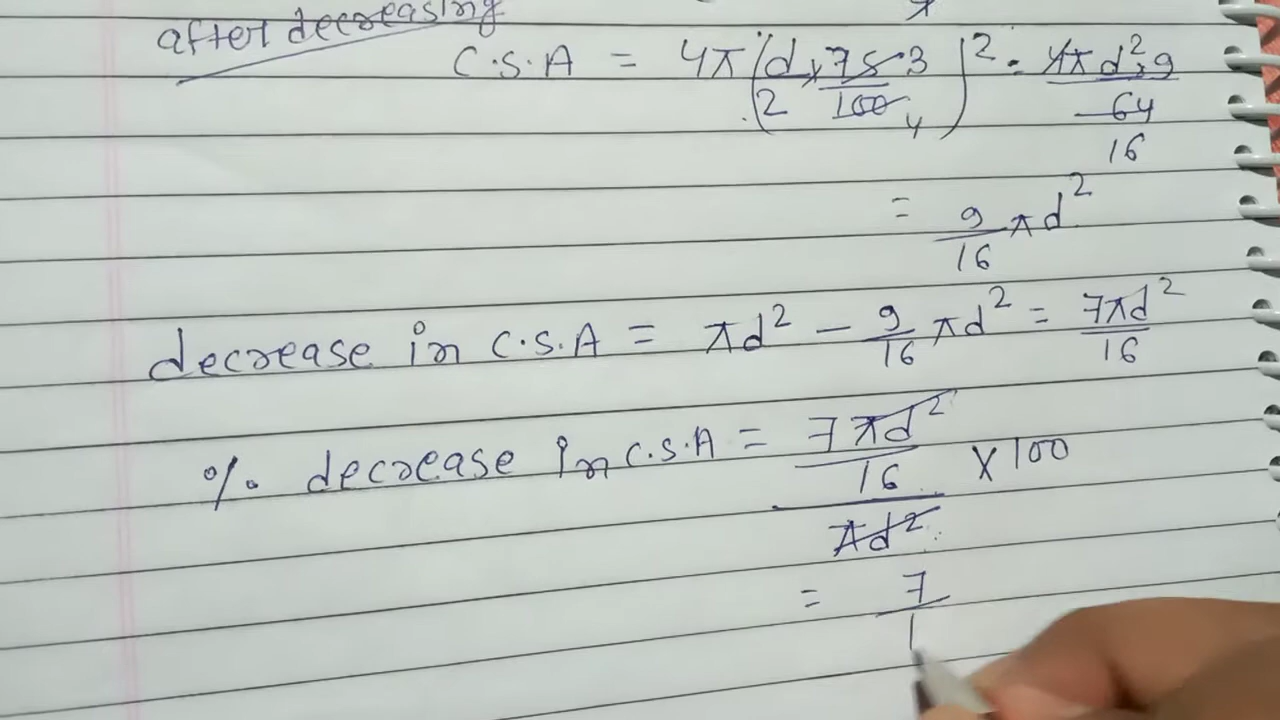 after decreasing
C.S.A = 4π(d/2 × 75 3/100 4)² = 4πd²×9/64 16
= 9/16 πd²
decrease in C.S.A = πd² − 9/16 πd² = 7πd²/16
% decrease in C.S.A = 7πd²/16/πd² × 100
= 7/1